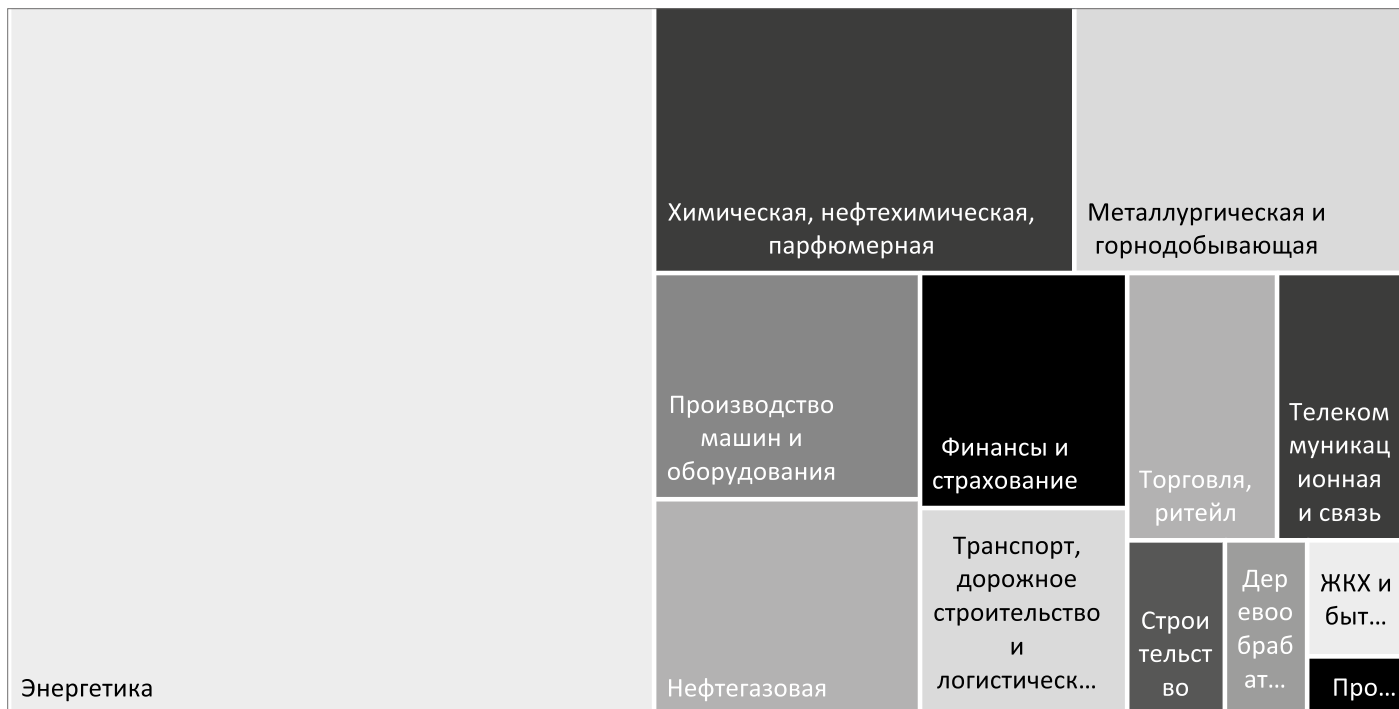 Энергетика
Химическая, нефтехимическая,
парфюмерная
Металлургическая и
горнодобывающая
Производство
машин и
оборудования
Нефтегазовая
Финансы и
страхование
Транспорт,
дорожное
строительство
и
логистическ...
Торговля,
ритейл
Телеком
муникац
ионная
и связь
Строи
тельст
во
Дер
евоо
браб
ат...
ЖКХ и
быт...
Про...